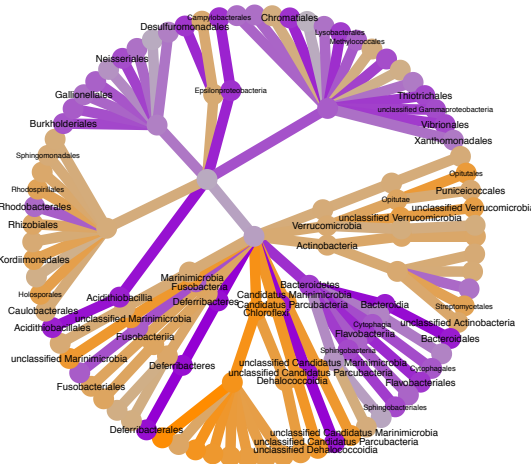 Campylobacterales
Chromatiales
Desulfuromonadales
Lysobacterales
Methylococcales
Neisseriales
Epsilonproteobacteria
Gallionellales
Thiotrichales
unclassified Gammaproteobacteria
Burkholderiales
Vibrionales
Xanthomonadales
Sphingomonadales
Opitutales
Rhodospirillales
Puniceicoccales
Opitutae
Rhodobacterales
unclassified Verrucomicrobia
unclassified Verrucomicrobia
Rhizobiales
Verrucomicrobia
Actinobacteria
Kordiimonadales
Marinimicrobia
Fusobacteria
Bacteroidetes
Holosporales
Acidithiobacillia
Candidatus Marinimicrobia
Deferribacteres
Candidatus Parcubacteria
Bacteroidia
Streptomycetales
Caulobacterales
Chloroflexi
unclassified Marinimicrobia
Cytophagia
unclassified Actinobacteria
Acidithiobacillales
Fusobacteriia
Flavobacteriia
Bacteroidales
Sphingobacteriia
unclassified Marinimicrobia
Deferribacteres
unclassified Candidatus Marinimicrobia
Cytophagales
unclassified Candidatus Parcubacteria
Dehalococcoidia
Fusobacteriales
Flavobacteriales
Sphingobacteriales
Deferribacterales
unclassified Candidatus Marinimicrobia
unclassified Candidatus Parcubacteria
unclassified Dehalococcoidia